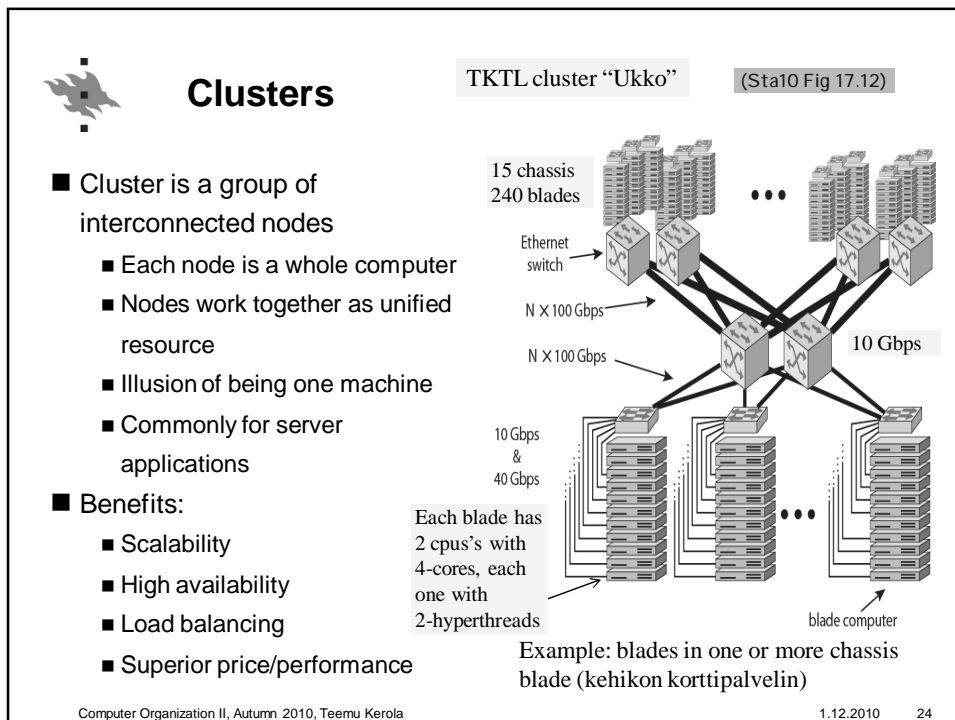 Clusters
TKTL cluster “Ukko”
(Sta10 Fig 17.12)
■ Cluster is a group of
interconnected nodes
■ Each node is a whole computer
■ Nodes work together as unified
resource
■ Illusion of being one machine
■ Commonly for server
applications
■ Benefits:
■ Scalability
■ High availability
■ Load balancing
■ Superior price/performance
15 chassis
240 blades
Ethernet
switch
N X 100 Gbps
N X 100 Gbps
10 Gbps
10 Gbps
&
40 Gbps
Each blade has
2 cpus’s with
4-cores, each
one with
2-hyperthreads
blade computer
Example: blades in one or more chassis
blade (kehikon korttipalvelin)
Computer Organization II, Autumn 2010, Teemu Kerola
1.12.2010
24